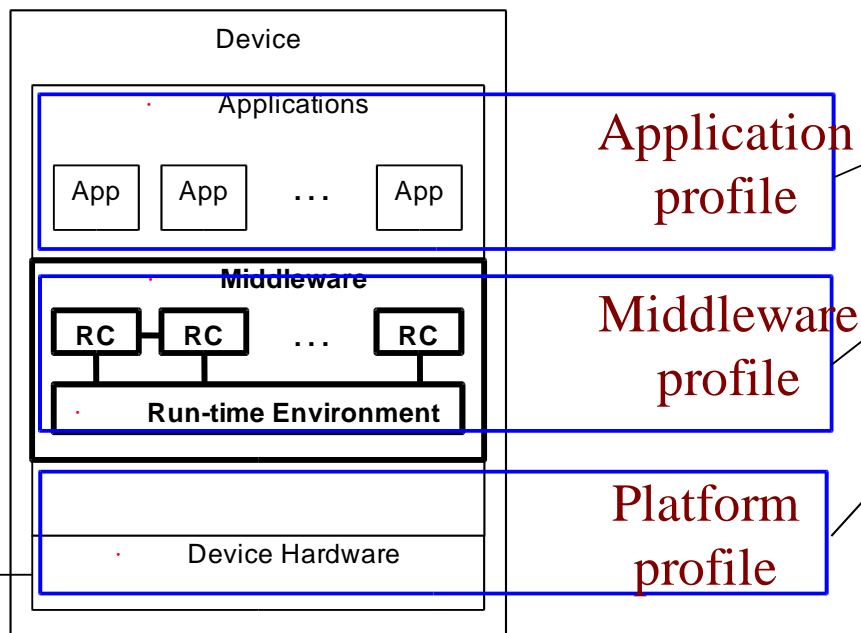 Device
Applications
App App ... App
Application
profile
Middleware
RC RC ... RC
Run-time Environment
Middleware
profile
Device Hardware
Platform
profile